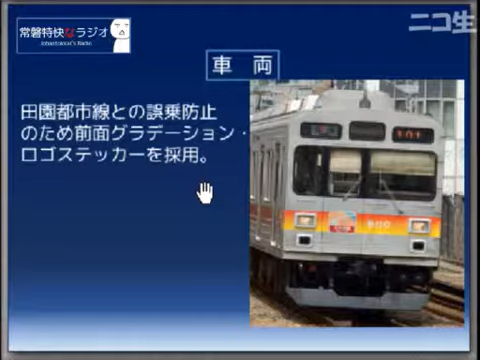 常磐特快なラジオ
ニコ生
車 両
田園都市線との誤乗防止
のため前面グラデーション・
ロゴステッカーを採用。